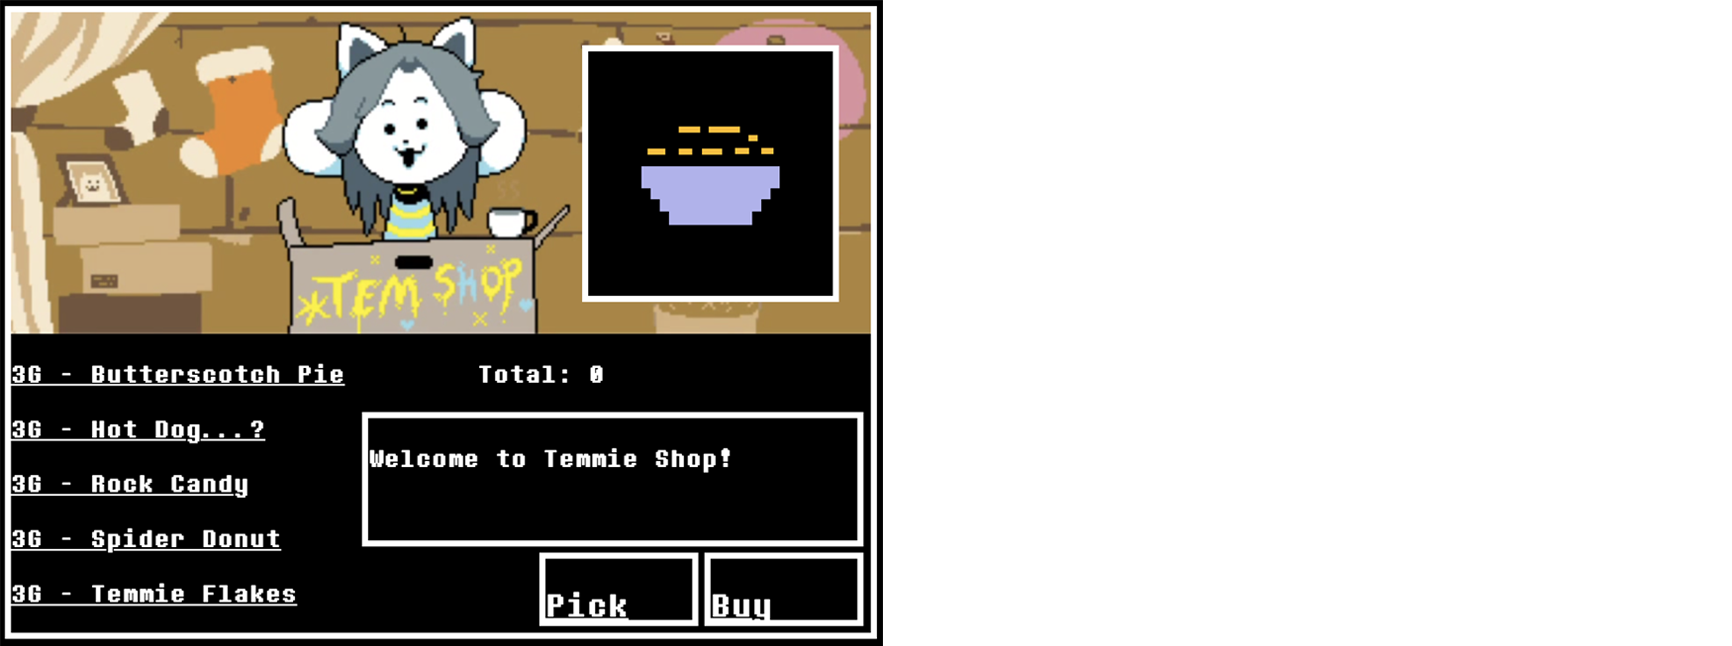 *TEM SHOP
3G - Butterscotch Pie
Total: 0
3G - Hot Dog...?
Welcome to Temmie Shop!
3G - Rock Candy
3G - Spider Donut
3G - Temmie Flakes
Pick
Buy